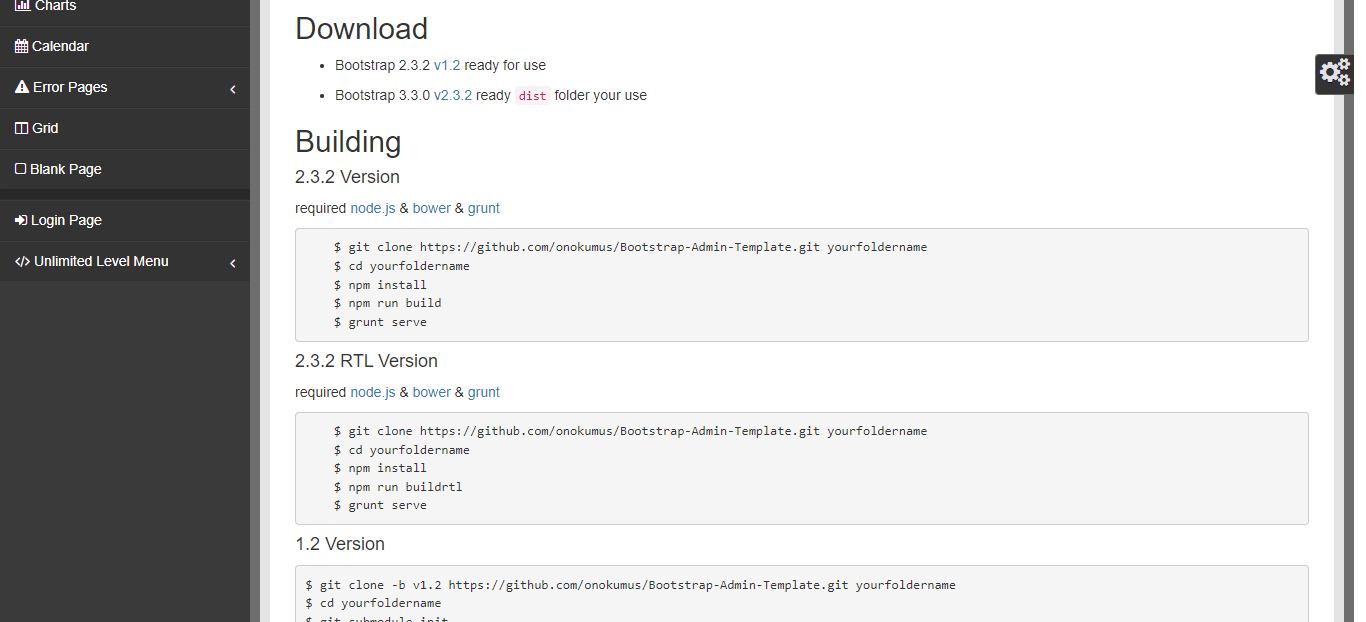 Charts
Calendar
Error Pages
Grid
Blank Page
Login Page
Unlimited Level Menu
Download
Bootstrap 2.3.2 v1.2 ready for use
Bootstrap 3.3.0 v2.3.2 ready dist folder your use
Building
2.3.2 Version
required node.js & bower & grunt
$ git clone https://github.com/onokumus/Bootstrap-Admin-Template.git yourfoldername
$ cd yourfoldername
$ npm install
$ npm run build
$ grunt serve
2.3.2 RTL Version
required node.js & bower & grunt
$ git clone https://github.com/onokumus/Bootstrap-Admin-Template.git yourfoldername
$ cd yourfoldername
$ npm install
$ npm run buildrtl
$ grunt serve
1.2 Version
$ git clone -b v1.2 https://github.com/onokumus/Bootstrap-Admin-Template.git yourfoldername
$ cd yourfoldername
$ git submodule init